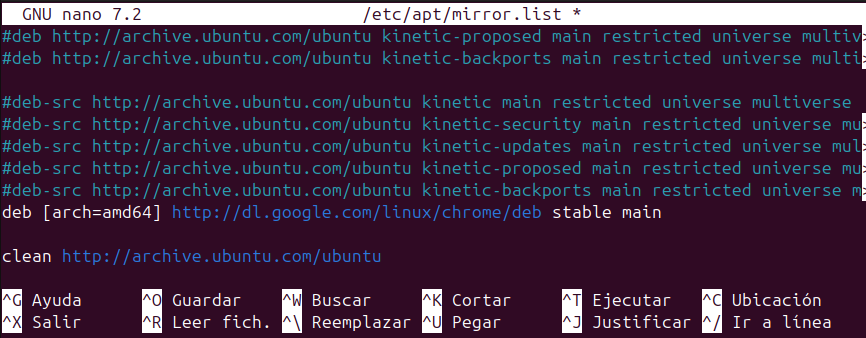 GNU nano 7.2 /etc/apt/mirror.list *
#deb http://archive.ubuntu.com/ubuntu kinetic-proposed main restricted universe multiv>
#deb http://archive.ubuntu.com/ubuntu kinetic-backports main restricted universe multi>
#deb-src http://archive.ubuntu.com/ubuntu kinetic main restricted universe multiverse
#deb-src http://archive.ubuntu.com/ubuntu kinetic-security main restricted universe mu>
#deb-src http://archive.ubuntu.com/ubuntu kinetic-updates main restricted universe mul>
#deb-src http://archive.ubuntu.com/ubuntu kinetic-proposed main restricted universe mu>
#deb-src http://archive.ubuntu.com/ubuntu kinetic-backports main restricted universe m>
deb [arch=amd64] http://dl.google.com/linux/chrome/deb stable main
clean http://archive.ubuntu.com/ubuntu
^G Ayuda ^O Guardar ^W Buscar ^K Cortar ^T Ejecutar ^C Ubicación
^X Salir ^R Leer fich. ^\ Reemplazar ^U Pegar ^J Justificar ^/ Ir a línea